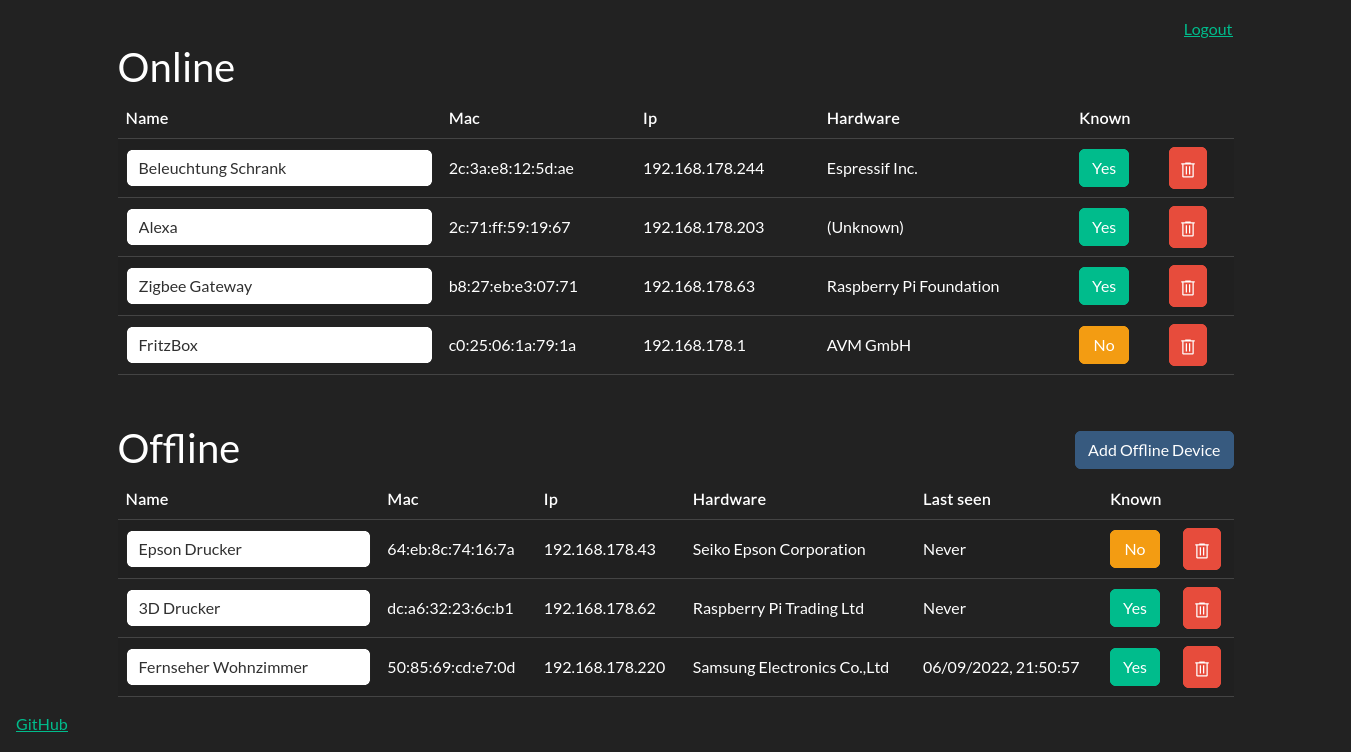 Logout
Online
Name Mac Ip Hardware Known
Beleuchtung Schrank 2c:3a:e8:12:5d:ae 192.168.178.244 Espressif Inc. Yes
Alexa 2c:71:ff:59:19:67 192.168.178.203 (Unknown) Yes
Zigbee Gateway b8:27:eb:e3:07:71 192.168.178.63 Raspberry Pi Foundation Yes
FritzBox c0:25:06:1a:79:1a 192.168.178.1 AVM GmbH No
Offline Add Offline Device
Name Mac Ip Hardware Last seen Known
Epson Drucker 64:eb:8c:74:16:7a 192.168.178.43 Seiko Epson Corporation Never No
3D Drucker dc:a6:32:23:6c:b1 192.168.178.62 Raspberry Pi Trading Ltd Never Yes
Fernseher Wohnzimmer 50:85:69:cd:e7:0d 192.168.178.220 Samsung Electronics Co.,Ltd 06/09/2022, 21:50:57 Yes
GitHub